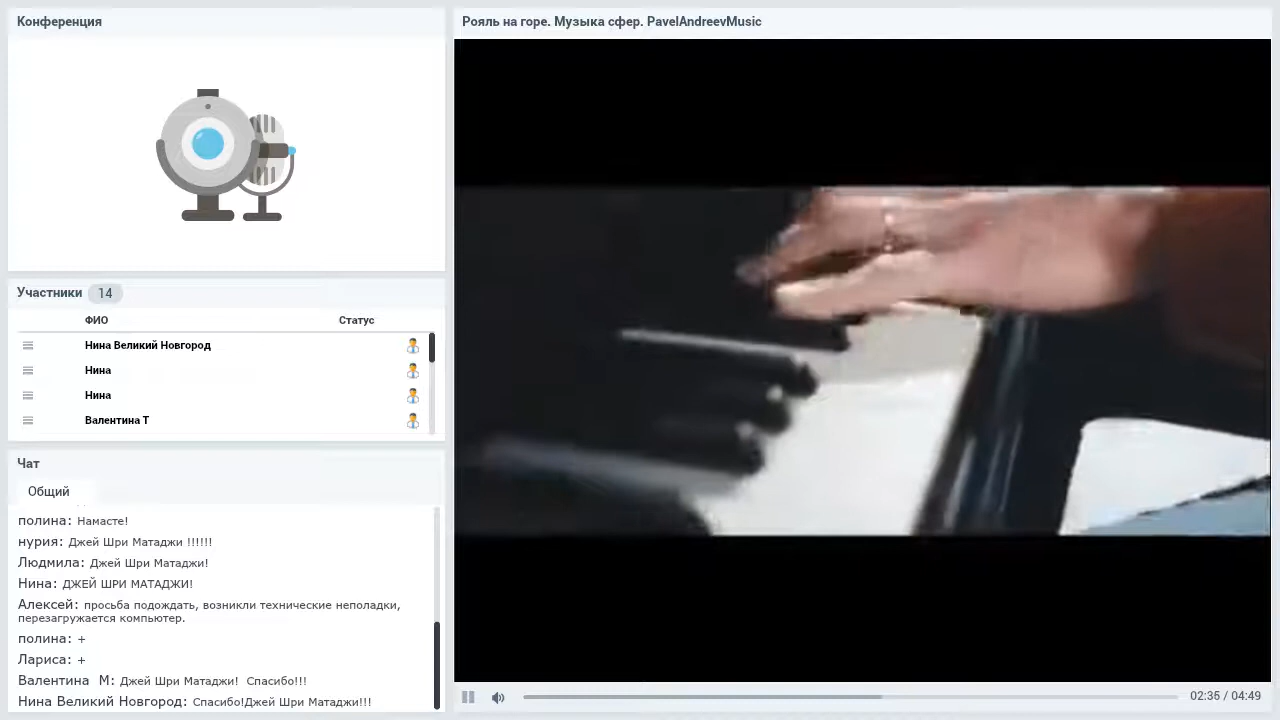 Конференция
Рояль на горе. Музыка сфер. PavelAndreevMusic
Участники 14
ФИО Статус
Нина Великий Новгород
Нина
Нина
Валентина Т
Чат
Общий
полина: Намасте!
нурия: Джей Шри Матаджи !!!!!!
Людмила: Джей Шри Матаджи!
Нина: ДЖЕЙ ШРИ МАТАДЖИ!
Алексей: просьба подождать, возникли технические неполадки,
перезагружается компьютер.
полина: +
Лариса: +
Валентина М: Джей Шри Матаджи! Спасибо!!!
Нина Великий Новгород: Спасибо!Джей Шри Матаджи!!!
02:35 / 04:49